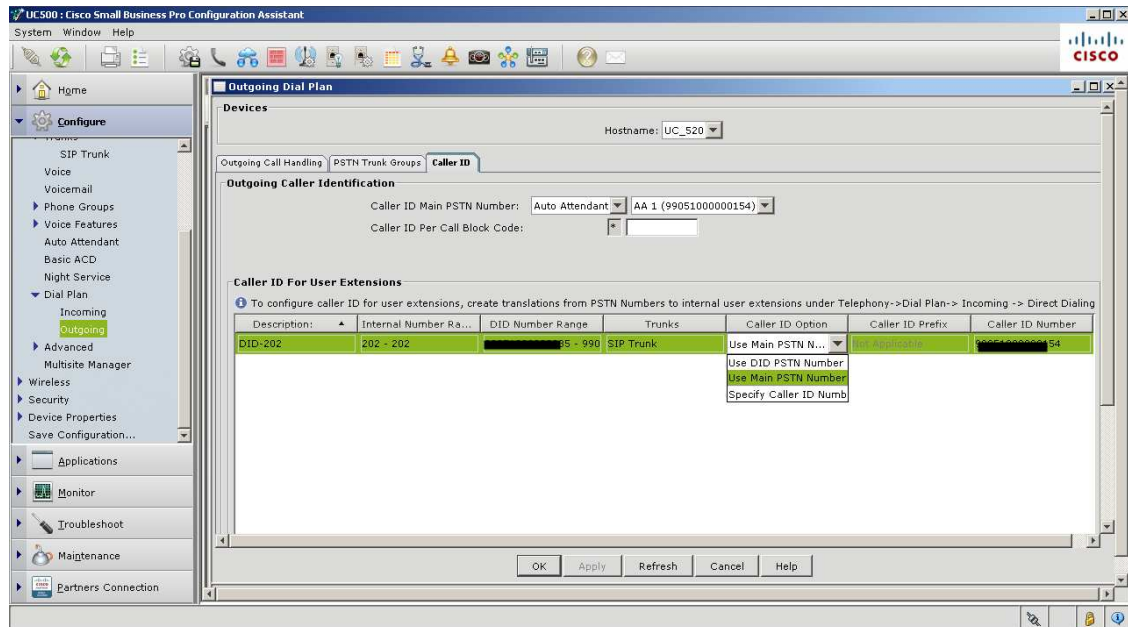 UC500 : Cisco Small Business Pro Configuration Assistant
System Window Help
CISCO
Home
Configure
SIP Trunk
Voice
Voicemail
Phone Groups
Voice Features
Auto Attendant
Basic ACD
Night Service
Dial Plan
Incoming
Outgoing
Advanced
Multisite Manager
Wireless
Security
Device Properties
Save Configuration...
Applications
Monitor
Troubleshoot
Maintenance
Partners Connection
Outgoing Dial Plan
Devices
Hostname: UC_520
Outgoing Call Handling PSTN Trunk Groups Caller ID
Outgoing Caller Identification
Caller ID Main PSTN Number: Auto Attendant AA 1 (99051000000154)
Caller ID Per Call Block Code: *
Caller ID For User Extensions
To configure caller ID for user extensions, create translations from PSTN Numbers to internal user extensions under Telephony->Dial Plan-> Incoming -> Direct Dialing
Description: Internal Number Ra... DID Number Range Trunks Caller ID Option Caller ID Prefix Caller ID Number
DID-202 202 - 202 85 - 990 SIP Trunk Use Main PSTN N... Not Applicable 54
Use DID PSTN Number
Use Main PSTN Number
Specify Caller ID Numb
OK Apply Refresh Cancel Help